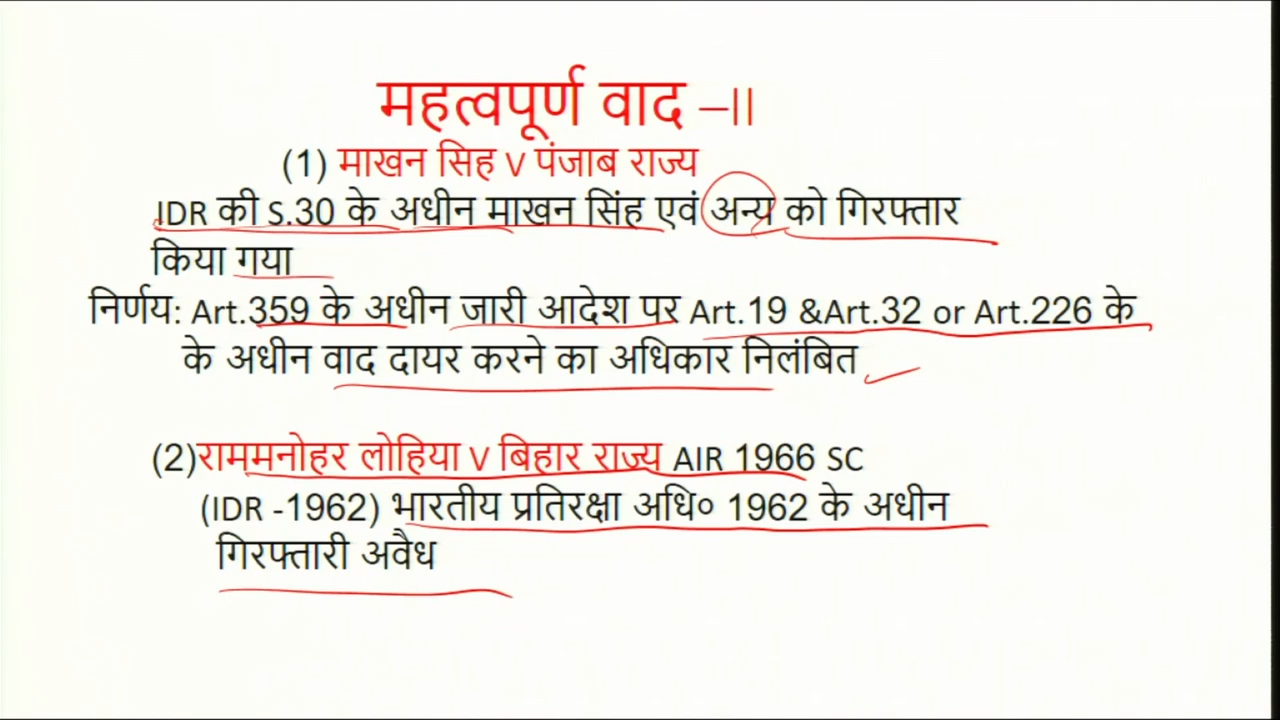 महत्वपूर्ण वाद –II
(1) माखन सिह v पंजाब राज्य
IDR की S.30 के अधीन माखन सिंह एवं अन्य को गिरफ्तार
किया गया
निर्णय: Art.359 के अधीन जारी आदेश पर Art.19 &Art.32 or Art.226 के
के अधीन वाद दायर करने का अधिकार निलंबित
(2)राममनोहर लोहिया v बिहार राज्य AIR 1966 SC
(IDR -1962) भारतीय प्रतिरक्षा अधि० 1962 के अधीन
गिरफ्तारी अवैध